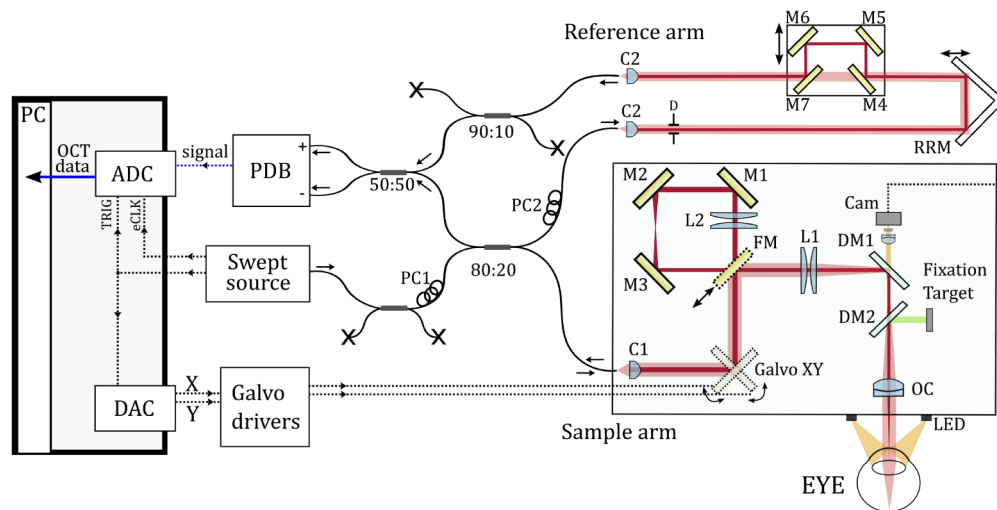 Reference arm
M6
M5
M7
M4
C2
C2
D
RRM
X
90:10
X
PC
OCT
data
ADC
signal
PDB
+
-
50:50
TRIG
eCLK
Swept
source
PC1
PC2
80:20
X
X
DAC
X
Y
Galvo
drivers
M2
M1
L2
FM
L1
M3
Cam
DM1
Fixation
Target
DM2
C1
Galvo XY
OC
LED
Sample arm
EYE